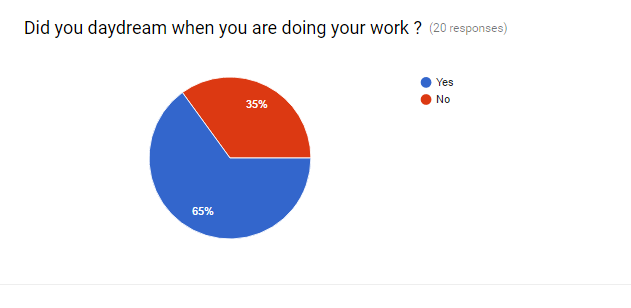 Did you daydream when you are doing your work ? (20 responses)
Yes
No
35%
65%